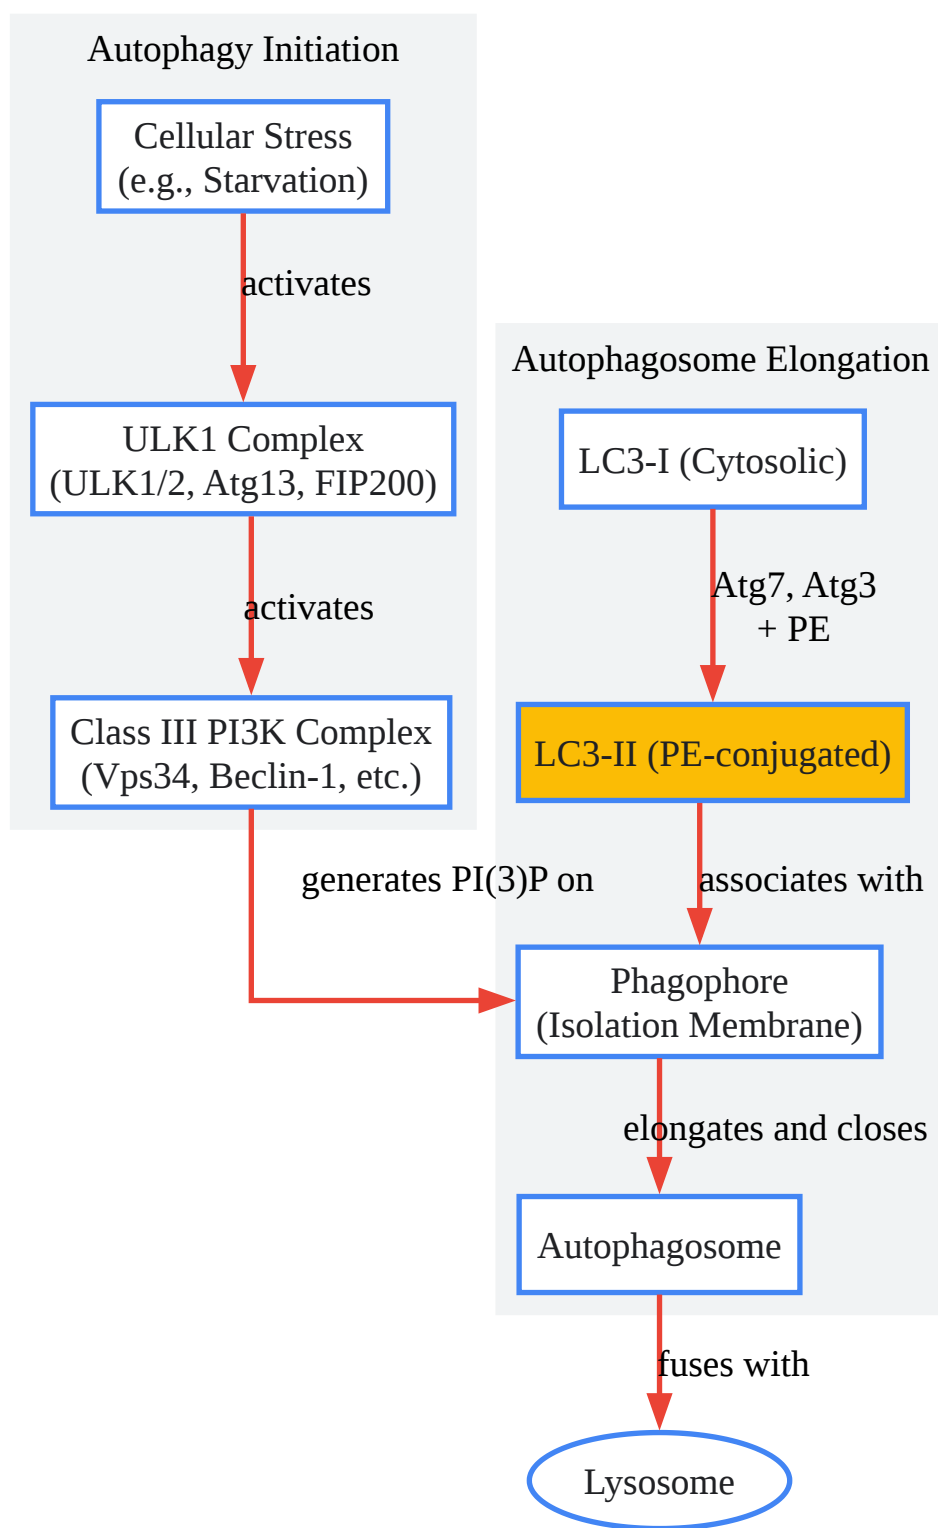 Autophagy Initiation
Cellular Stress
(e.g., Starvation)
activates
ULK1 Complex
(ULK1/2, Atg13, FIP200)
activates
Class III PI3K Complex
(Vps34, Beclin-1, etc.)
generates PI(3)P on
Autophagosome Elongation
LC3-I (Cytosolic)
Atg7, Atg3
+ PE
LC3-II (PE-conjugated)
associates with
Phagophore
(Isolation Membrane)
elongates and closes
Autophagosome
fuses with
Lysosome